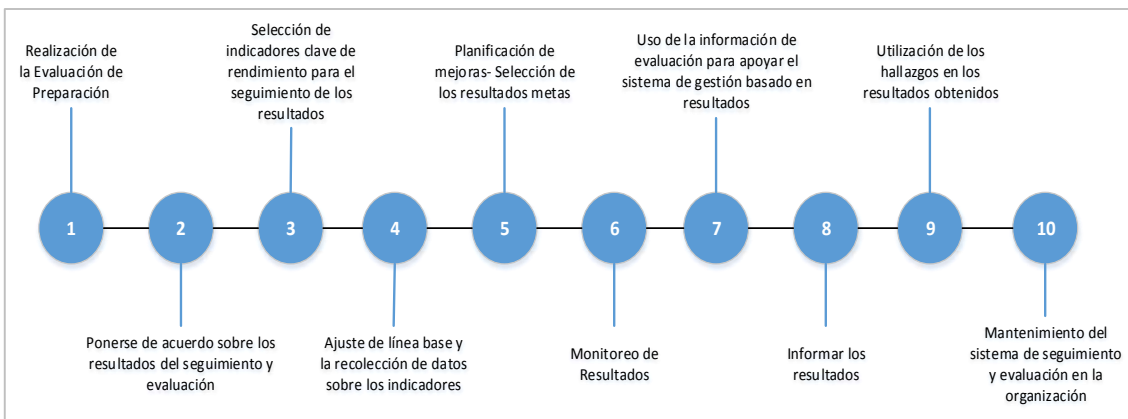 Realización de
la Evaluación de
Preparación
Selección de
indicadores clave de
rendimiento para el
seguimiento de los
resultados
Planificación de
mejoras- Selección de
los resultados metas
Uso de la información de
evaluación para apoyar el
sistema de gestión basado en
resultados
Utilización de los
hallazgos en los
resultados obtenidos
1
2
3
4
5
6
7
8
9
10
Ponerse de acuerdo sobre los
resultados del seguimiento y
evaluación
Ajuste de línea base y
la recolección de datos
sobre los indicadores
Monitoreo de
Resultados
Informar los
resultados
Mantenimiento del
sistema de seguimiento
y evaluación en la
organización